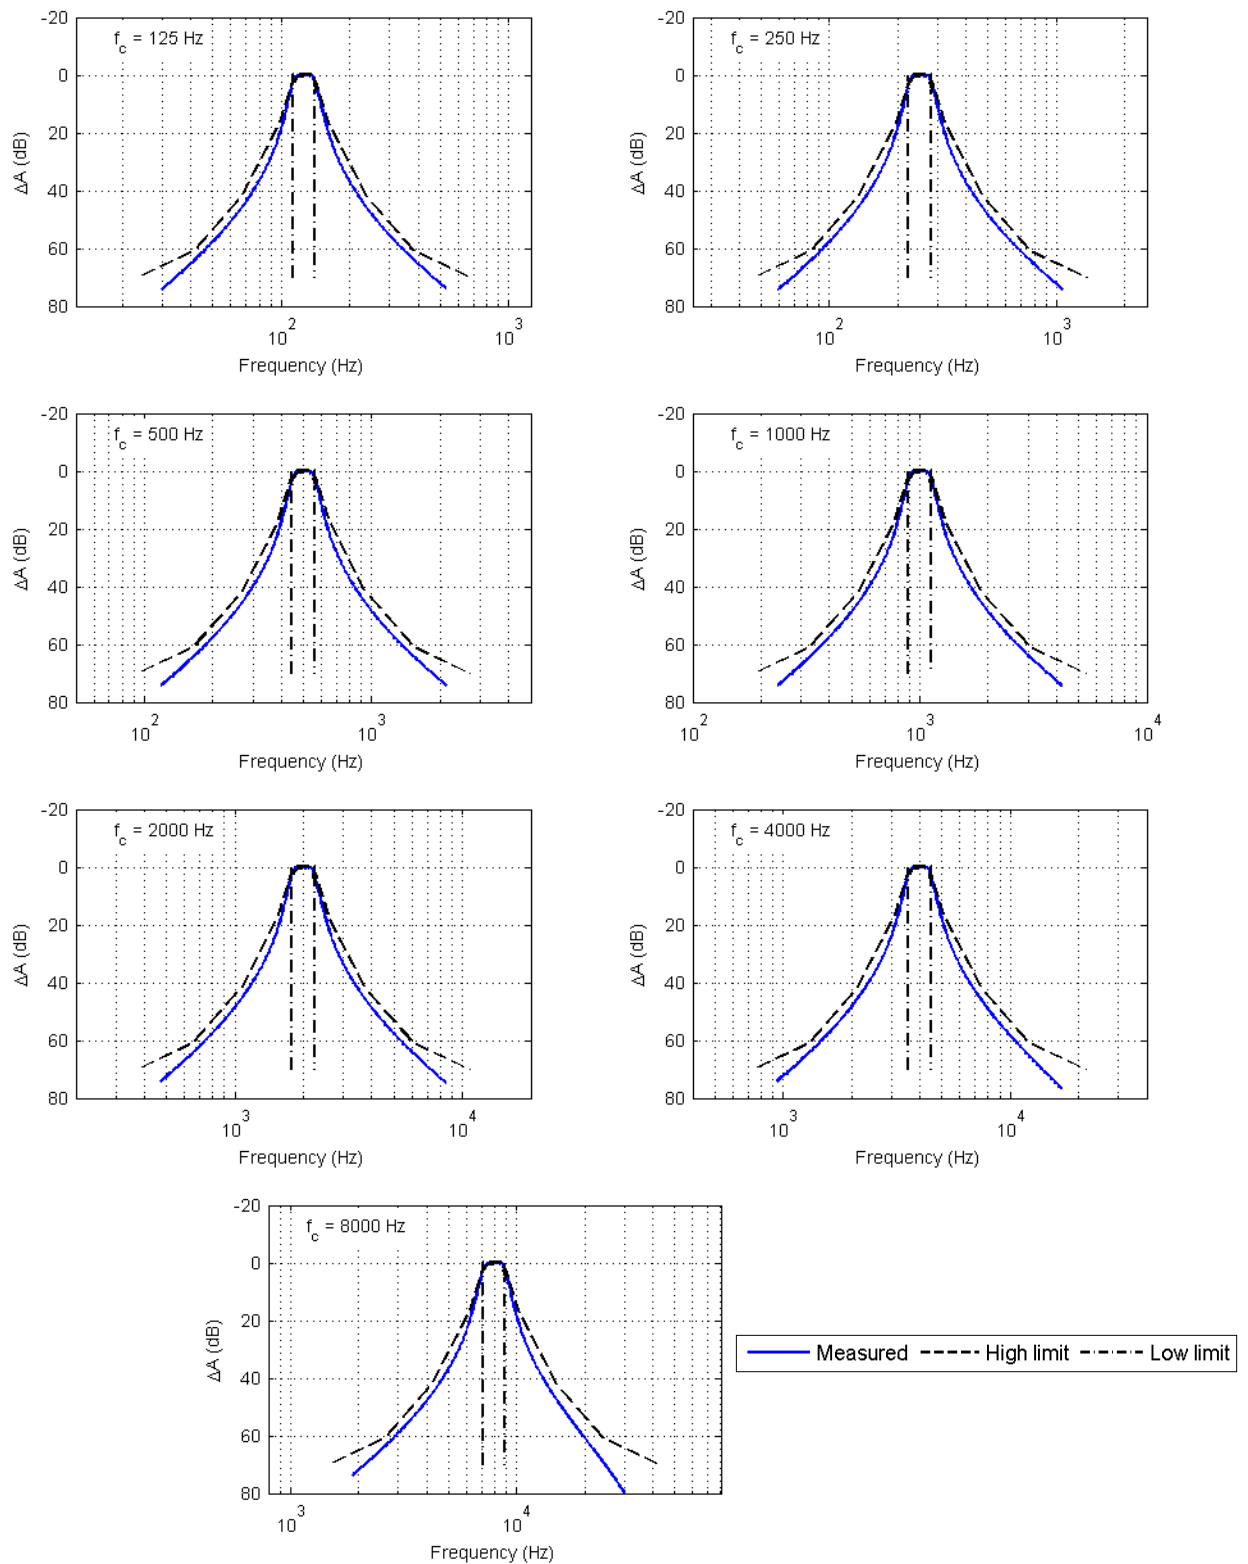 f_c = 125 Hz
-20
0
20
40
60
80
ΔA (dB)
10^2
10^3
Frequency (Hz)
f_c = 250 Hz
-20
0
20
40
60
80
ΔA (dB)
10^2
10^3
Frequency (Hz)
f_c = 500 Hz
-20
0
20
40
60
80
ΔA (dB)
10^2
10^3
Frequency (Hz)
f_c = 1000 Hz
-20
0
20
40
60
80
ΔA (dB)
10^2
10^3
10^4
Frequency (Hz)
f_c = 2000 Hz
-20
0
20
40
60
80
ΔA (dB)
10^3
10^4
Frequency (Hz)
f_c = 4000 Hz
-20
0
20
40
60
80
ΔA (dB)
10^3
10^4
Frequency (Hz)
f_c = 8000 Hz
-20
0
20
40
60
80
ΔA (dB)
10^3
10^4
Frequency (Hz)
Measured
High limit
Low limit